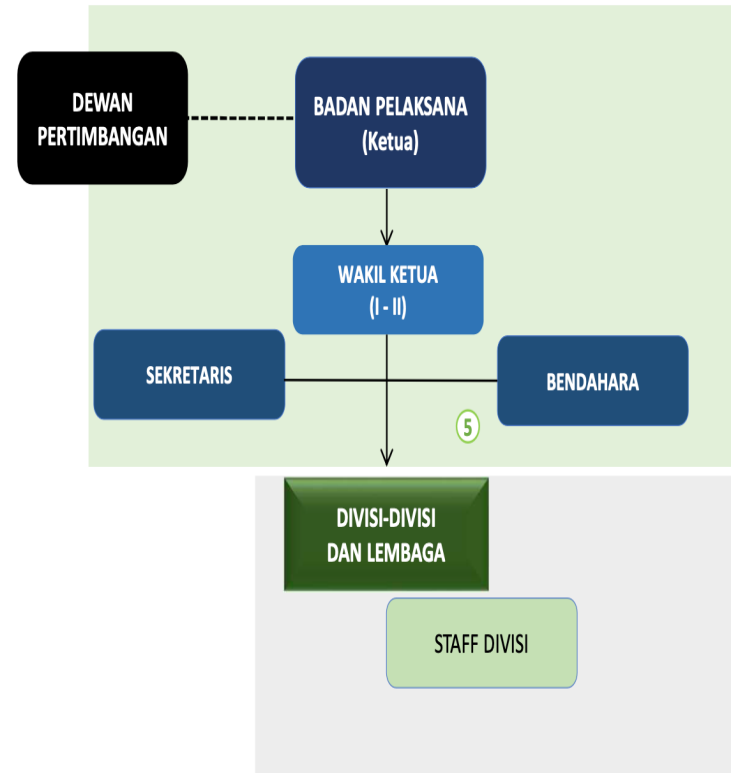 DEWAN
PERTIMBANGAN
BADAN PELAKSANA
(Ketua)
WAKIL KETUA
(I - II)
SEKRETARIS
BENDAHARA
5
DIVISI-DIVISI
DAN LEMBAGA
STAFF DIVISI